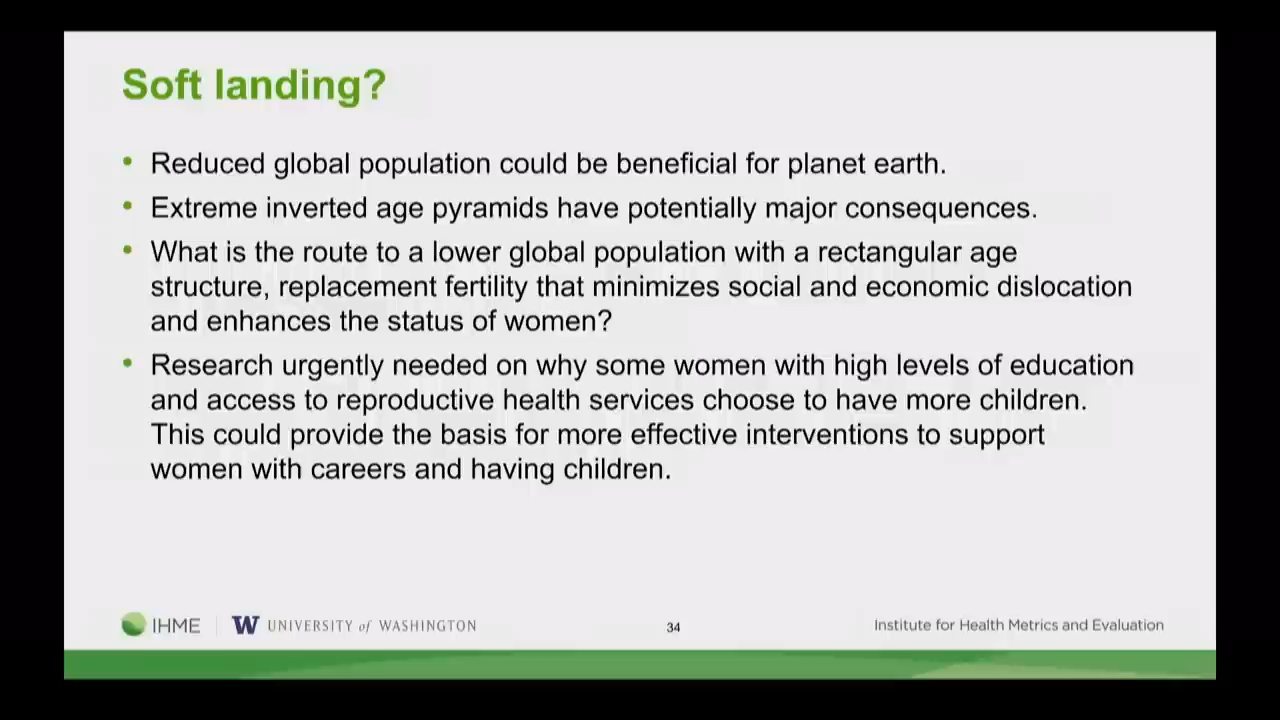 Soft landing?
• Reduced global population could be beneficial for planet earth.
• Extreme inverted age pyramids have potentially major consequences.
• What is the route to a lower global population with a rectangular age
structure, replacement fertility that minimizes social and economic dislocation
and enhances the status of women?
• Research urgently needed on why some women with high levels of education
and access to reproductive health services choose to have more children.
This could provide the basis for more effective interventions to support
women with careers and having children.
IHME W UNIVERSITY of WASHINGTON 34 Institute for Health Metrics and Evaluation